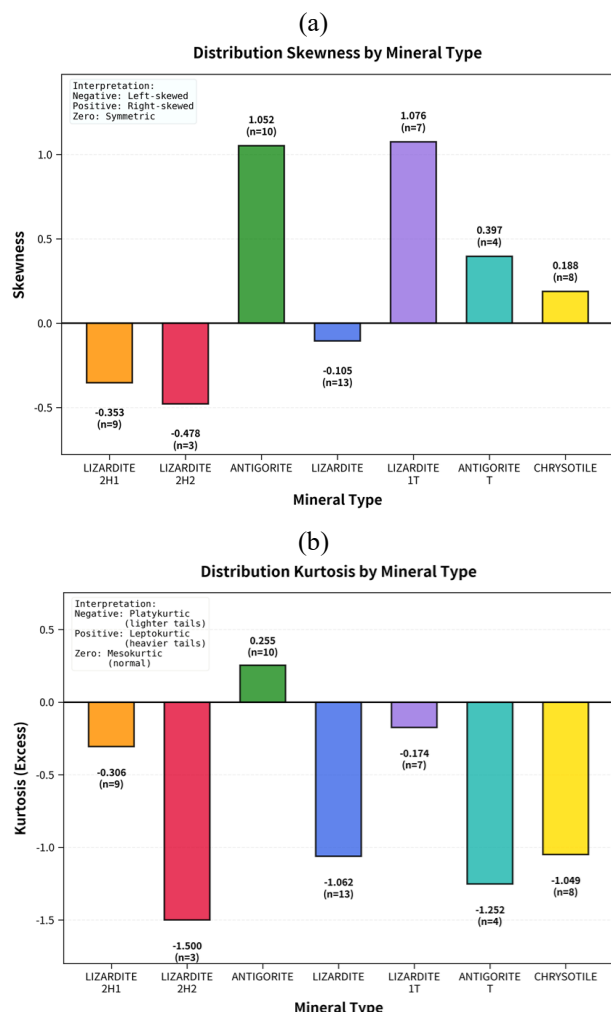 (a)
Distribution Skewness by Mineral Type
Interpretation:
Negative: Left-skewed
Positive: Right-skewed
Zero: Symmetric
1.052
(n=10)
1.076
(n=7)
0.397
(n=4)
0.188
(n=8)
-0.353
(n=9)
-0.478
(n=3)
-0.105
(n=13)
1.0
0.5
0.0
-0.5
Skewness
LIZARDITE
2H1
LIZARDITE
2H2
ANTIGORITE
LIZARDITE
LIZARDITE
1T
ANTIGORITE
T
CHRYSOTILE
Mineral Type
(b)
Distribution Kurtosis by Mineral Type
Interpretation:
Negative: Platykurtic
(lighter tails)
Positive: Leptokurtic
(heavier tails)
Zero: Mesokurtic
(normal)
0.255
(n=10)
-0.306
(n=9)
-1.500
(n=3)
-1.062
(n=13)
-0.174
(n=7)
-1.252
(n=4)
-1.049
(n=8)
0.5
0.0
-0.5
-1.0
-1.5
Kurtosis (Excess)
LIZARDITE
2H1
LIZARDITE
2H2
ANTIGORITE
LIZARDITE
LIZARDITE
1T
ANTIGORITE
T
CHRYSOTILE
Mineral Type